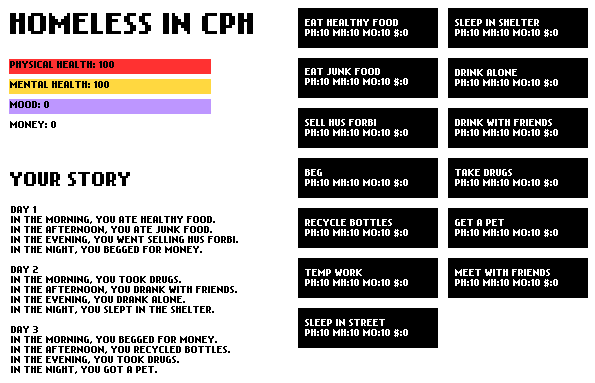 HOMELESS IN CPH
PHYSICAL HEALTH: 100
MENTAL HEALTH: 100
MOOD: 0
MONEY: 0
YOUR STORY
DAY 1
IN THE MORNING, YOU ATE HEALTHY FOOD.
IN THE AFTERNOON, YOU ATE JUNK FOOD.
IN THE EVENING, YOU WENT SELLING HUS FORBI.
IN THE NIGHT, YOU BEGGED FOR MONEY.
DAY 2
IN THE MORNING, YOU TOOK DRUGS.
IN THE AFTERNOON, YOU DRANK WITH FRIENDS.
IN THE EVENING, YOU DRANK ALONE.
IN THE NIGHT, YOU SLEPT IN THE SHELTER.
DAY 3
IN THE MORNING, YOU BEGGED FOR MONEY.
IN THE AFTERNOON, YOU RECYCLED BOTTLES.
IN THE EVENING, YOU TOOK DRUGS.
IN THE NIGHT, YOU GOT A PET.
EAT HEALTHY FOOD
PH:10 MH:10 MO:10 $:0
SLEEP IN SHELTER
PH:10 MH:10 MO:10 $:0
EAT JUNK FOOD
PH:10 MH:10 MO:10 $:0
DRINK ALONE
PH:10 MH:10 MO:10 $:0
SELL HUS FORBI
PH:10 MH:10 MO:10 $:0
DRINK WITH FRIENDS
PH:10 MH:10 MO:10 $:0
BEG
PH:10 MH:10 MO:10 $:0
TAKE DRUGS
PH:10 MH:10 MO:10 $:0
RECYCLE BOTTLES
PH:10 MH:10 MO:10 $:0
GET A PET
PH:10 MH:10 MO:10 $:0
TEMP WORK
PH:10 MH:10 MO:10 $:0
MEET WITH FRIENDS
PH:10 MH:10 MO:10 $:0
SLEEP IN STREET
PH:10 MH:10 MO:10 $:0